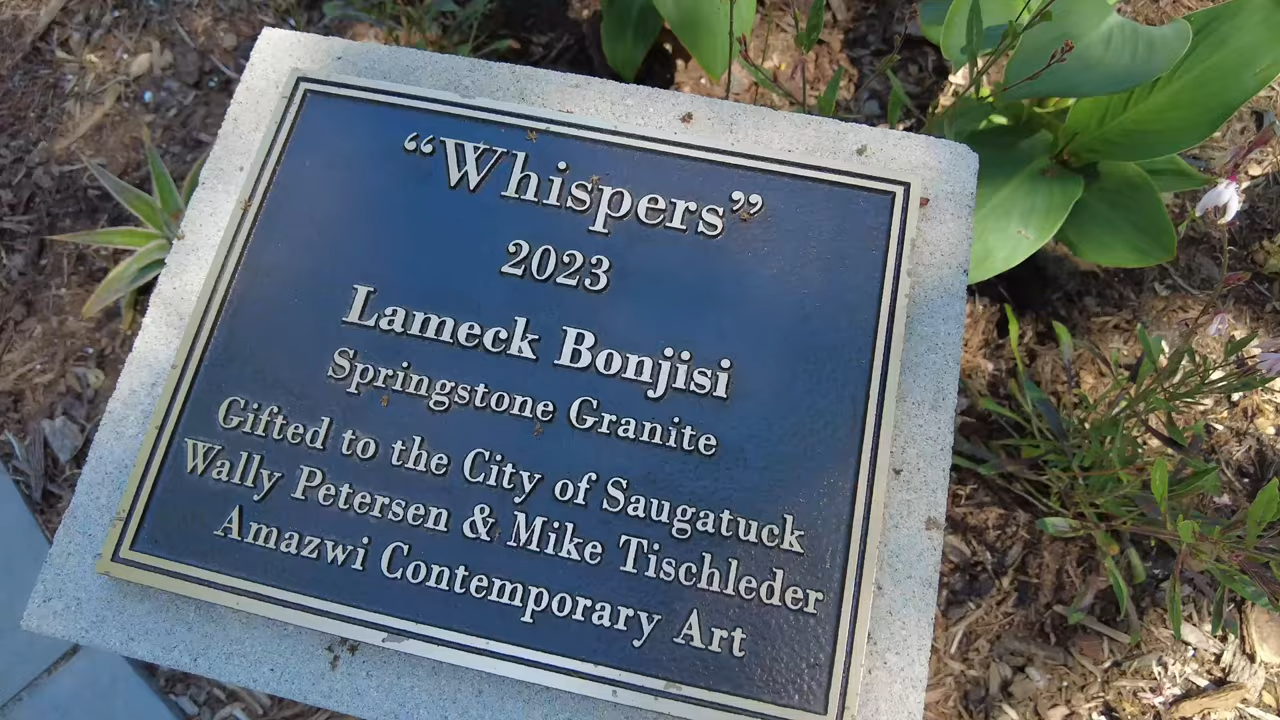 “Whispers”
2023
Lameck Bonjisi
Springstone Granite
Gifted to the City of Saugatuck
Wally Petersen & Mike Tischleder
Amazwi Contemporary Art